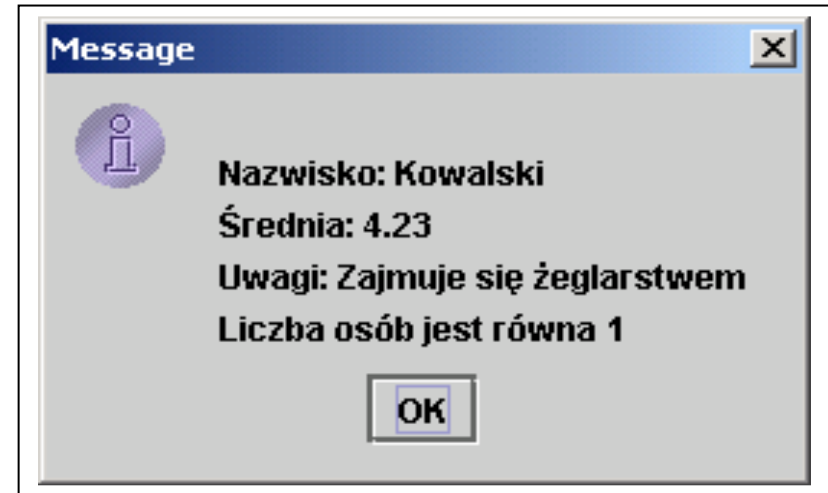 Message
Nazwisko: Kowalski
Średnia: 4.23
Uwagi: Zajmuje się żeglarstwem
Liczba osób jest równa 1
OK